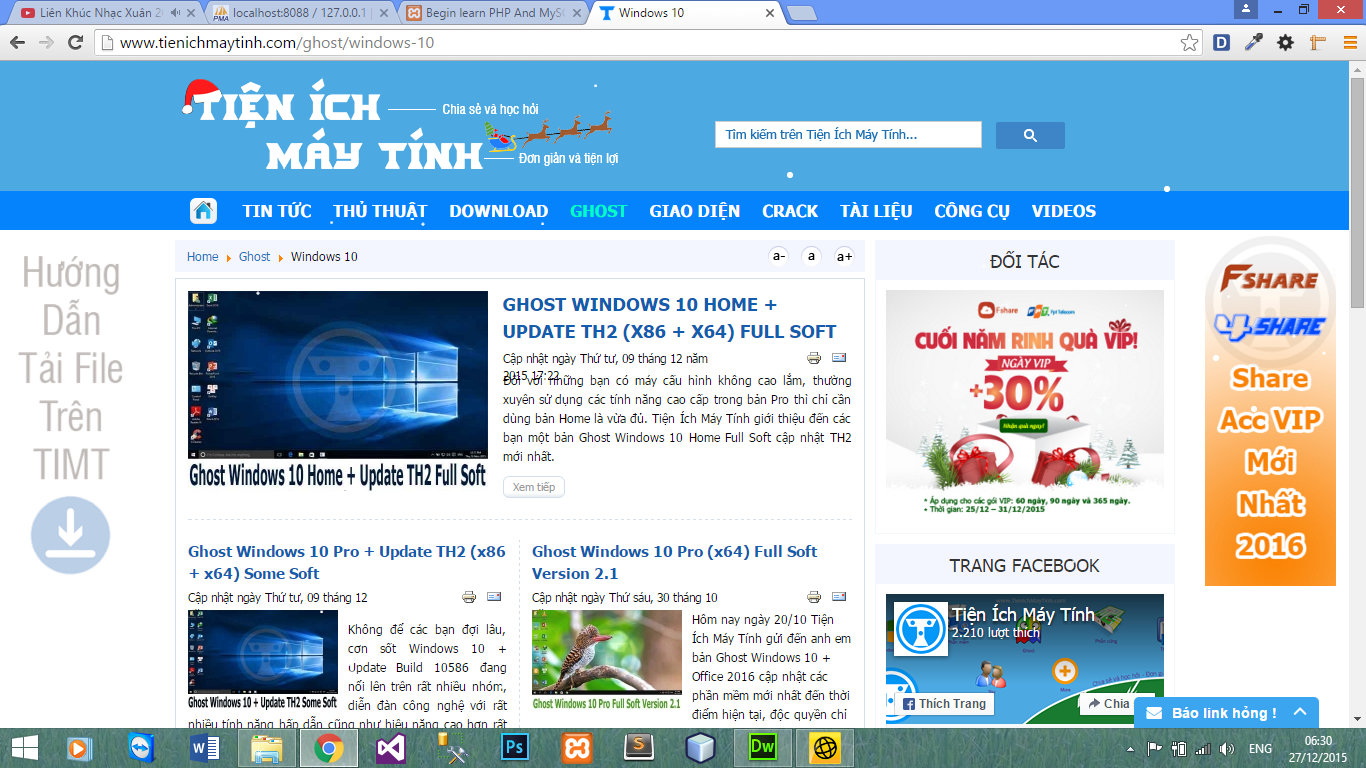 Liên Khúc Nhạc Xuân 2
localhost:8088 / 127.0.0.1 |
Begin learn PHP And MySQ
Windows 10
www.tienichmaytinh.com/ghost/windows-10
TIỆN ÍCH
MÁY TÍNH
Chia sẻ và học hỏi
Đơn giản và tiện lợi
Tìm kiếm trên Tiện Ích Máy Tính...
TIN TỨC THỦ THUẬT DOWNLOAD GHOST GIAO DIỆN CRACK TÀI LIỆU CÔNG CỤ VIDEOS
Hướng
Dẫn
Tải File
Trên
TIMT
Home Ghost Windows 10
a- a a+
GHOST WINDOWS 10 HOME +
UPDATE TH2 (X86 + X64) FULL SOFT
Cập nhật ngày Thứ tư, 09 tháng 12 năm
2015 17:22
Đối với những bạn có máy cấu hình không cao lắm, thường
xuyên sử dụng các tính năng cao cấp trong bản Pro thì chỉ cần
dùng bản Home là vừa đủ. Tiện Ích Máy Tính giới thiệu đến các
bạn một bản Ghost Windows 10 Home Full Soft cập nhật TH2
mới nhất.
Xem tiếp
Ghost Windows 10 Home + Update TH2 Full Soft
Ghost Windows 10 Pro + Update TH2 (x86
+ x64) Some Soft
Cập nhật ngày Thứ tư, 09 tháng 12
Không để các bạn đợi lâu,
cơn sốt Windows 10 +
Update Build 10586 đang
nổi lên trên rất nhiều nhóm,
diễn đàn công nghệ với rất
nhiều tính năng hấp dẫn cũng như hiệu năng cao hơn rất
Ghost Windows 10 + Update TH2 Some Soft
Ghost Windows 10 Pro (x64) Full Soft
Version 2.1
Cập nhật ngày Thứ sáu, 30 tháng 10
Hôm nay ngày 20/10 Tiện
Ích Máy Tính gửi đến anh em
bản Ghost Windows 10 +
Office 2016 cập nhật các
phần mềm mới nhất đến thời
điểm hiện tại, độc quyền chỉ
Ghost Windows 10 Pro Full Soft Version 2.1
ĐỐI TÁC
Fshare
Fpt Telecom
CUỐI NĂM RINH QUÀ VIP!
NGÀY VIP
+30%
Nhận quà ngay!
* Áp dụng cho các gói VIP: 60 ngày, 90 ngày và 365 ngày.
* Thời gian: 25/12 – 31/12/2015
TRANG FACEBOOK
Tiện Ích Máy Tính
2.210 lượt thích
Thích Trang
Chia
Báo link hỏng !
FSHARE
4SHARE
Share
Acc VIP
Mới
Nhất
2016
ENG
06:30
27/12/2015